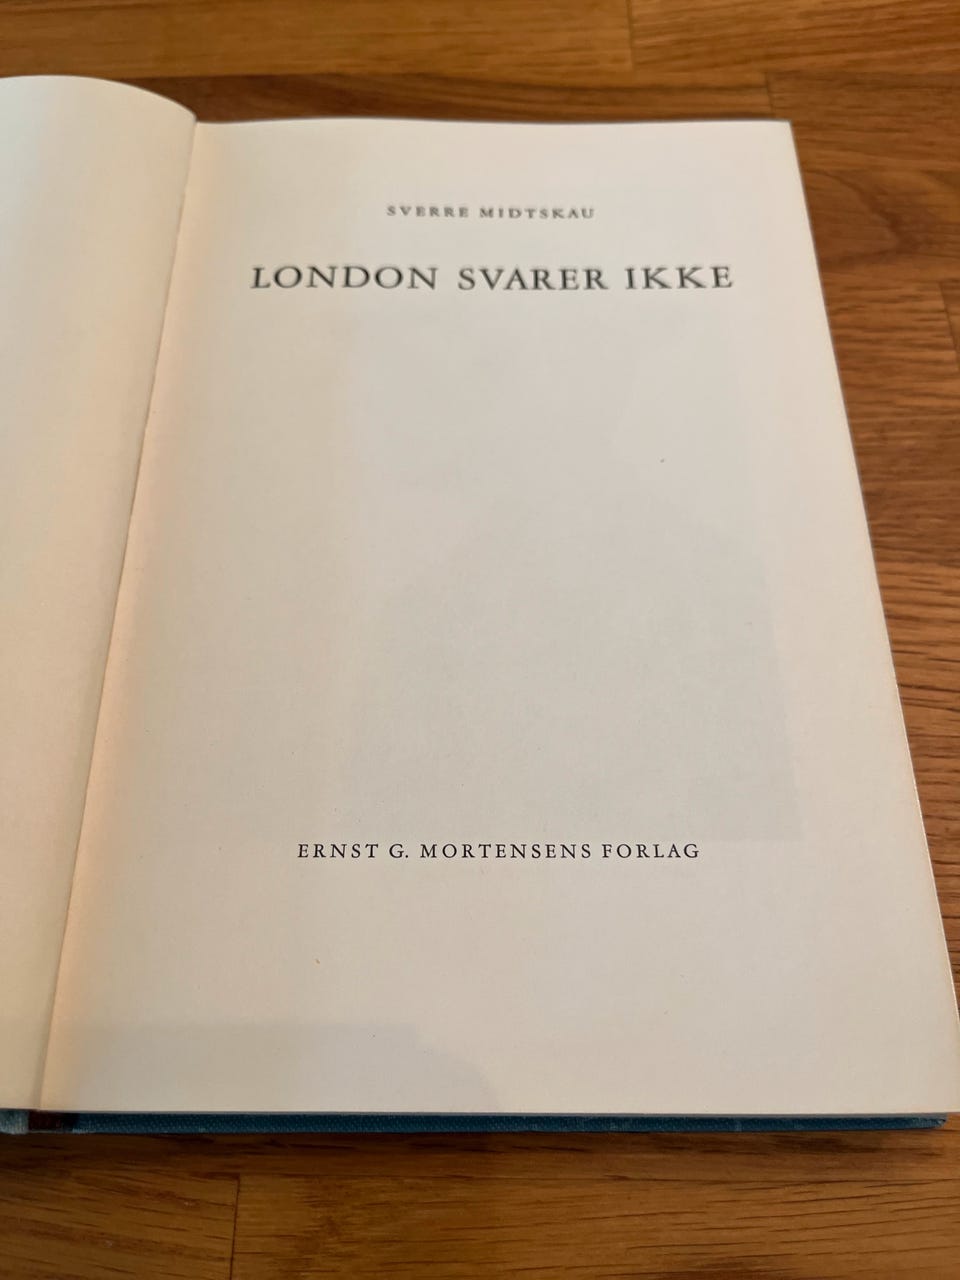 SVERRE MIDTSKAU
LONDON SVARER IKKE
ERNST G. MORTENSENS FORLAG